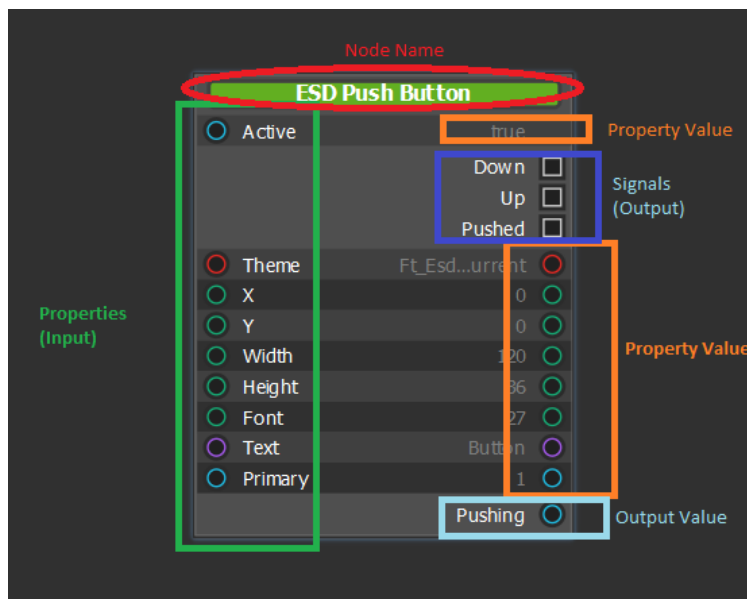 Node Name
ESD Push Button
Active true Property Value
Down
Up
Pushed
Signals
(Output)
Theme Ft_Esd...urrent
X 0
Y 0
Width 120
Height 36
Font 27
Text Button
Primary 1
Properties
(Input)
Property Value
Pushing Output Value